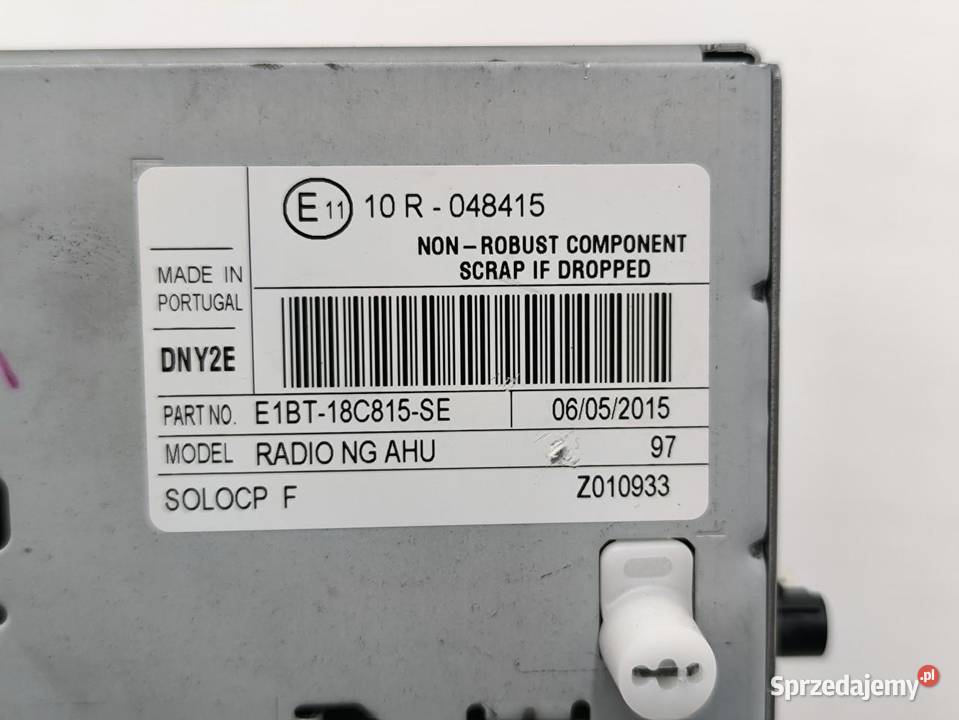 E 11 10 R - 048415
NON - ROBUST COMPONENT
SCRAP IF DROPPED
MADE IN
PORTUGAL
DNY2E
PART NO. E1BT-18C815-SE 06/05/2015
MODEL RADIO NG AHU 97
SOLOCP F Z010933
Sprzedajemy .pl